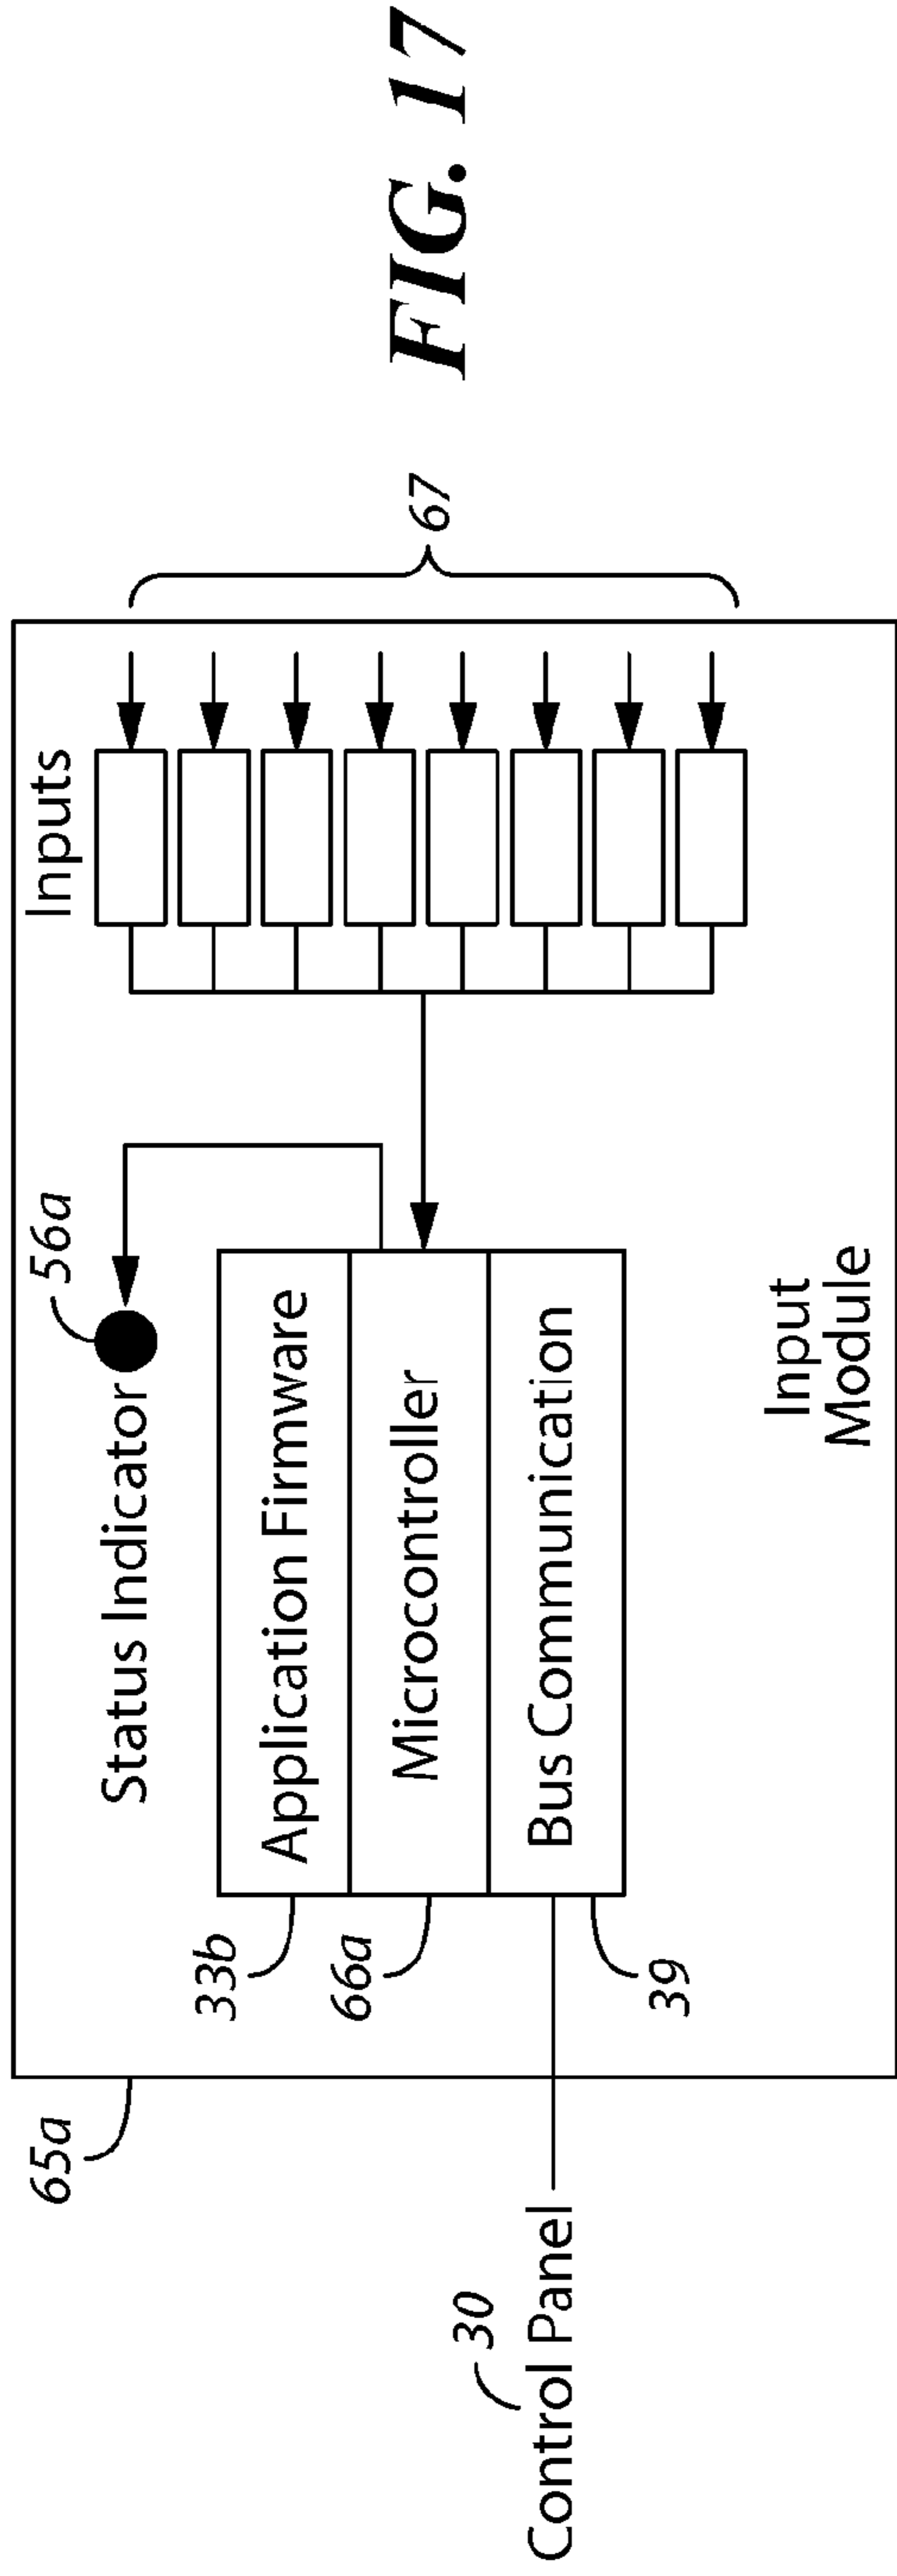 65a
Status Indicator
56a
Inputs
33b
Application Firmware
66a
Microcontroller
67
30
Control Panel
Bus Communication
39
Input
Module
FIG. 17